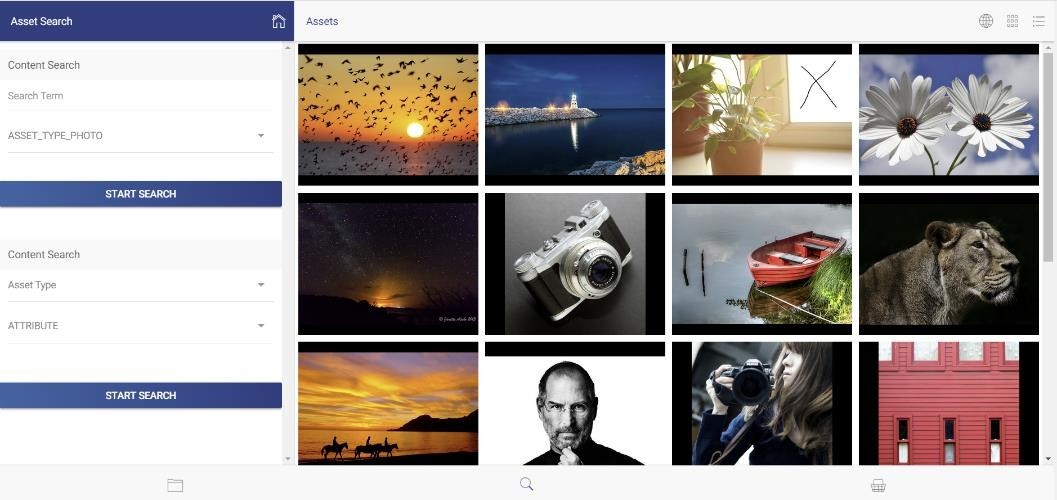 Asset Search
Assets
Content Search
Search Term
ASSET_TYPE_PHOTO
START SEARCH
Content Search
Asset Type
ATTRIBUTE
START SEARCH